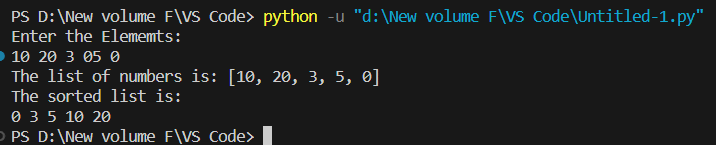 PS D:\New volume F\VS Code> python -u "d:\New volume F\VS Code\Untitled-1.py"
Enter the Elememts:
10 20 3 05 0
The list of numbers is: [10, 20, 3, 5, 0]
The sorted list is:
0 3 5 10 20
PS D:\New volume F\VS Code>